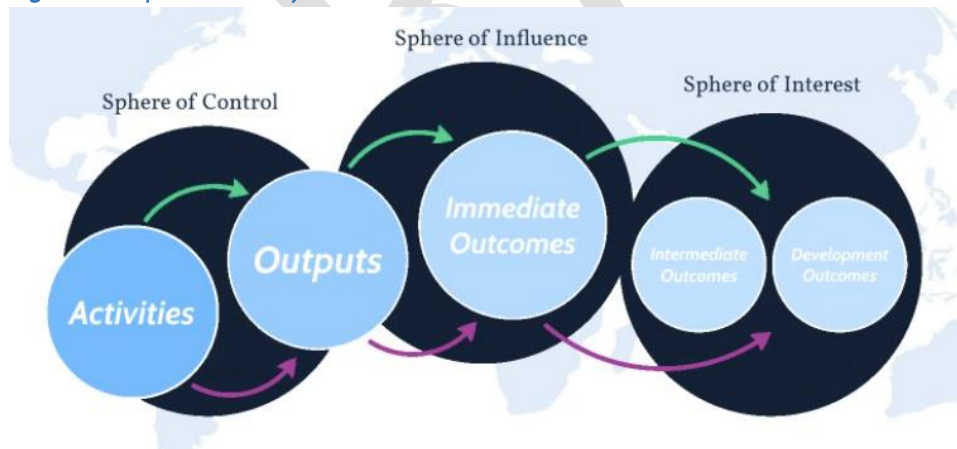 Sphere of Influence
Sphere of Control
Sphere of Interest
Immediate
Outcomes
Outputs
Activities
Intermediate
Outcomes
Development
Outcomes